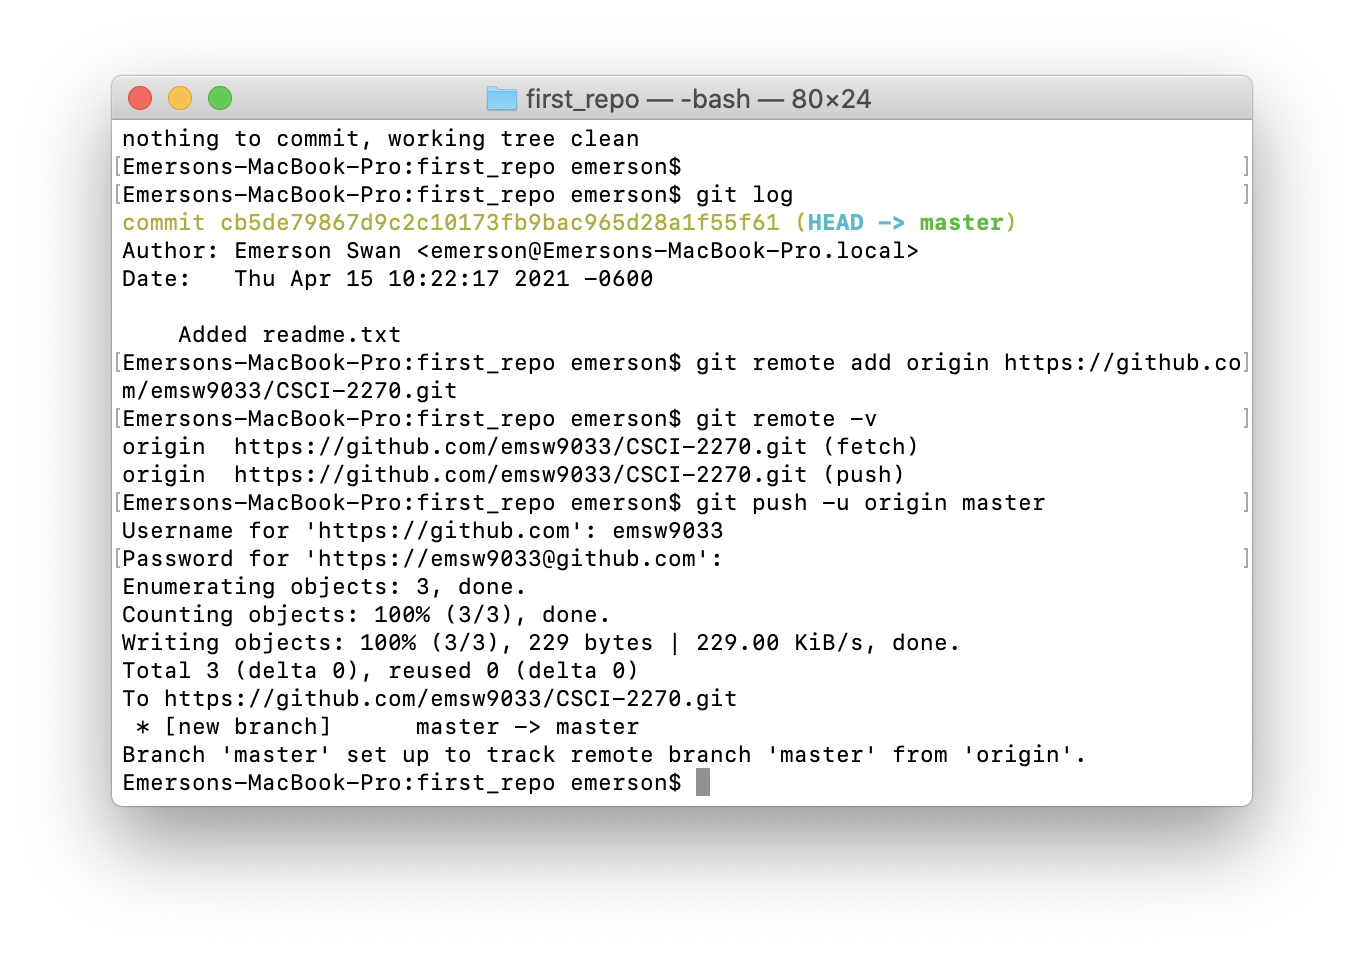 first_repo — -bash — 80×24
nothing to commit, working tree clean
[Emersons-MacBook-Pro:first_repo emerson$ ]
[Emersons-MacBook-Pro:first_repo emerson$ git log ]
commit cb5de79867d9c2c10173fb9bac965d28a1f55f61 (HEAD -> master)
Author: Emerson Swan <emerson@Emersons-MacBook-Pro.local>
Date:   Thu Apr 15 10:22:17 2021 -0600
    Added readme.txt
[Emersons-MacBook-Pro:first_repo emerson$ git remote add origin https://github.co]
m/emsw9033/CSCI-2270.git
[Emersons-MacBook-Pro:first_repo emerson$ git remote -v ]
origin  https://github.com/emsw9033/CSCI-2270.git (fetch)
origin  https://github.com/emsw9033/CSCI-2270.git (push)
[Emersons-MacBook-Pro:first_repo emerson$ git push -u origin master ]
Username for 'https://github.com': emsw9033
[Password for 'https://emsw9033@github.com': ]
Enumerating objects: 3, done.
Counting objects: 100% (3/3), done.
Writing objects: 100% (3/3), 229 bytes | 229.00 KiB/s, done.
Total 3 (delta 0), reused 0 (delta 0)
To https://github.com/emsw9033/CSCI-2270.git
 * [new branch]      master -> master
Branch 'master' set up to track remote branch 'master' from 'origin'.
Emersons-MacBook-Pro:first_repo emerson$